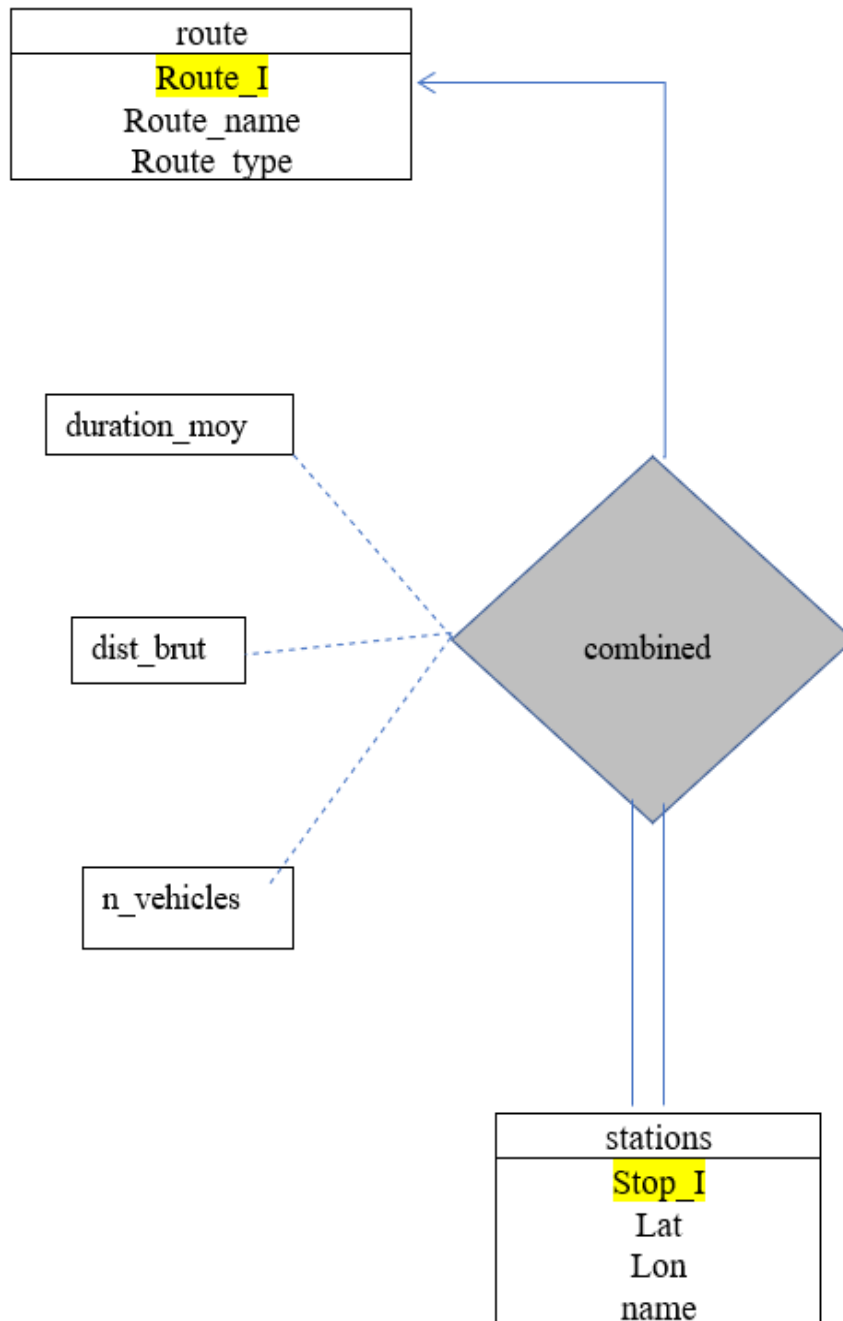 route
Route_I
Route_name
Route_type
duration_moy
dist_brut
combined
n_vehicles
stations
Stop_I
Lat
Lon
name